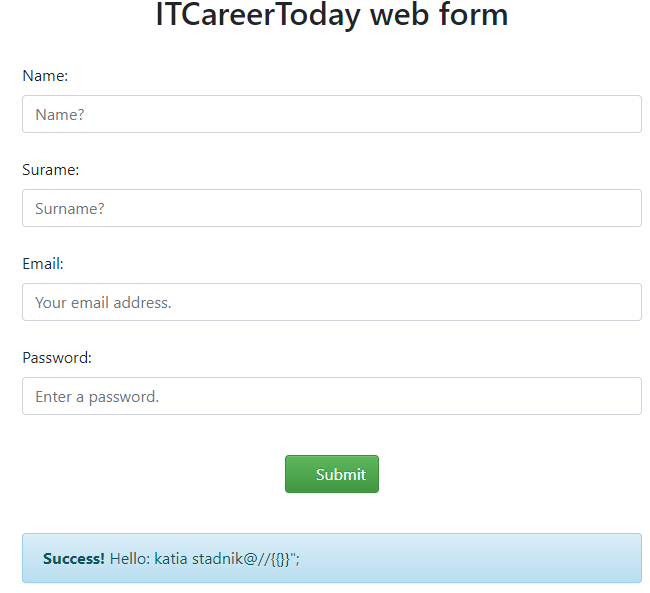 ITCareerToday web form
Name:
Name?
Surame:
Surname?
Email:
Your email address.
Password:
Enter a password.
Submit
Success! Hello: katia stadnik@//{{}}";